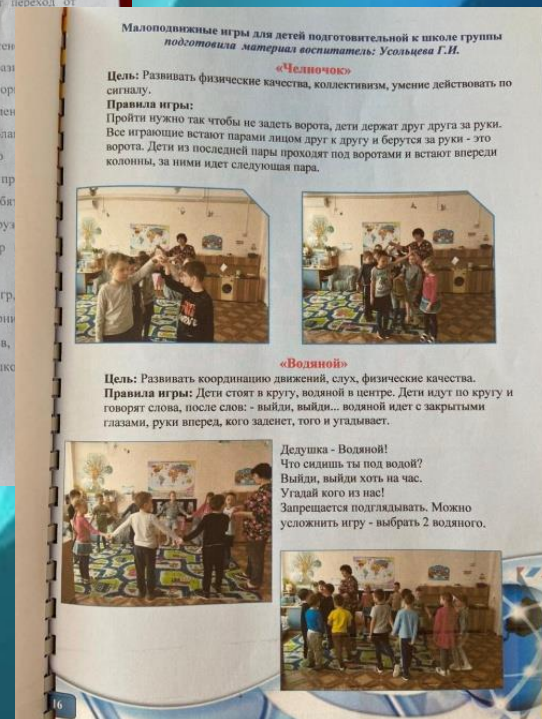 переход от
Малоподвижные игры для детей подготовительной к школе группы
подготовила материал воспитатель: Усольцева Г.И.
«Челночок»
Цель: Развивать физические качества, коллективизм, умение действовать по
сигналу.
Правила игры:
Пройти нужно так чтобы не задеть ворота, дети держат друг друга за руки.
Все играющие встают парами лицом друг к другу и берутся за руки - это
ворота. Дети из последней пары проходят под воротами и встают впереди
колонны, за ними идет следующая пара.
«Водяной»
Цель: Развивать координацию движений, слух, физические качества.
Правила игры: Дети стоят в кругу, водяной в центре. Дети идут по кругу и
говорят слова, после слов: - выйди, выйди... водяной идет с закрытыми
глазами, руки вперед, кого заденет, того и угадывает.
Дедушка - Водяной!
Что сидишь ты под водой?
Выйди, выйди хоть на час.
Угадай кого из нас!
Запрещается подглядывать. Можно
усложнить игру - выбрать 2 водяного.
16